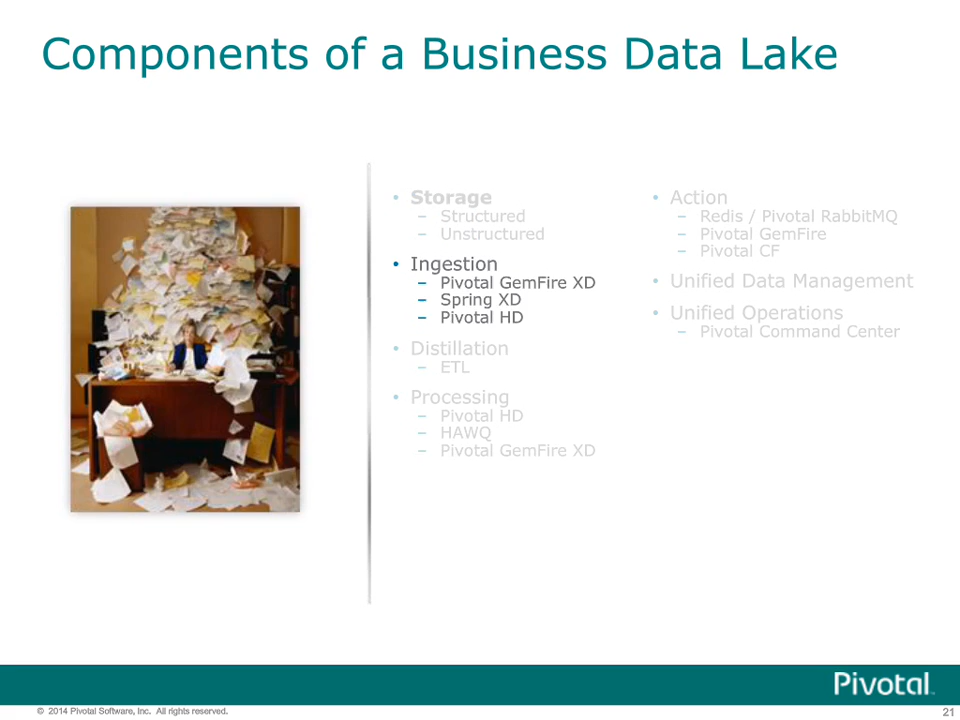 Components of a Business Data Lake
• Storage
– Structured
– Unstructured
• Ingestion
– Pivotal GemFire XD
– Spring XD
– Pivotal HD
• Distillation
– ETL
• Processing
– Pivotal HD
– HAWQ
– Pivotal GemFire XD
• Action
– Redis / Pivotal RabbitMQ
– Pivotal GemFire
– Pivotal CF
• Unified Data Management
• Unified Operations
– Pivotal Command Center
Pivotal™
© 2014 Pivotal Software, Inc. All rights reserved.
21